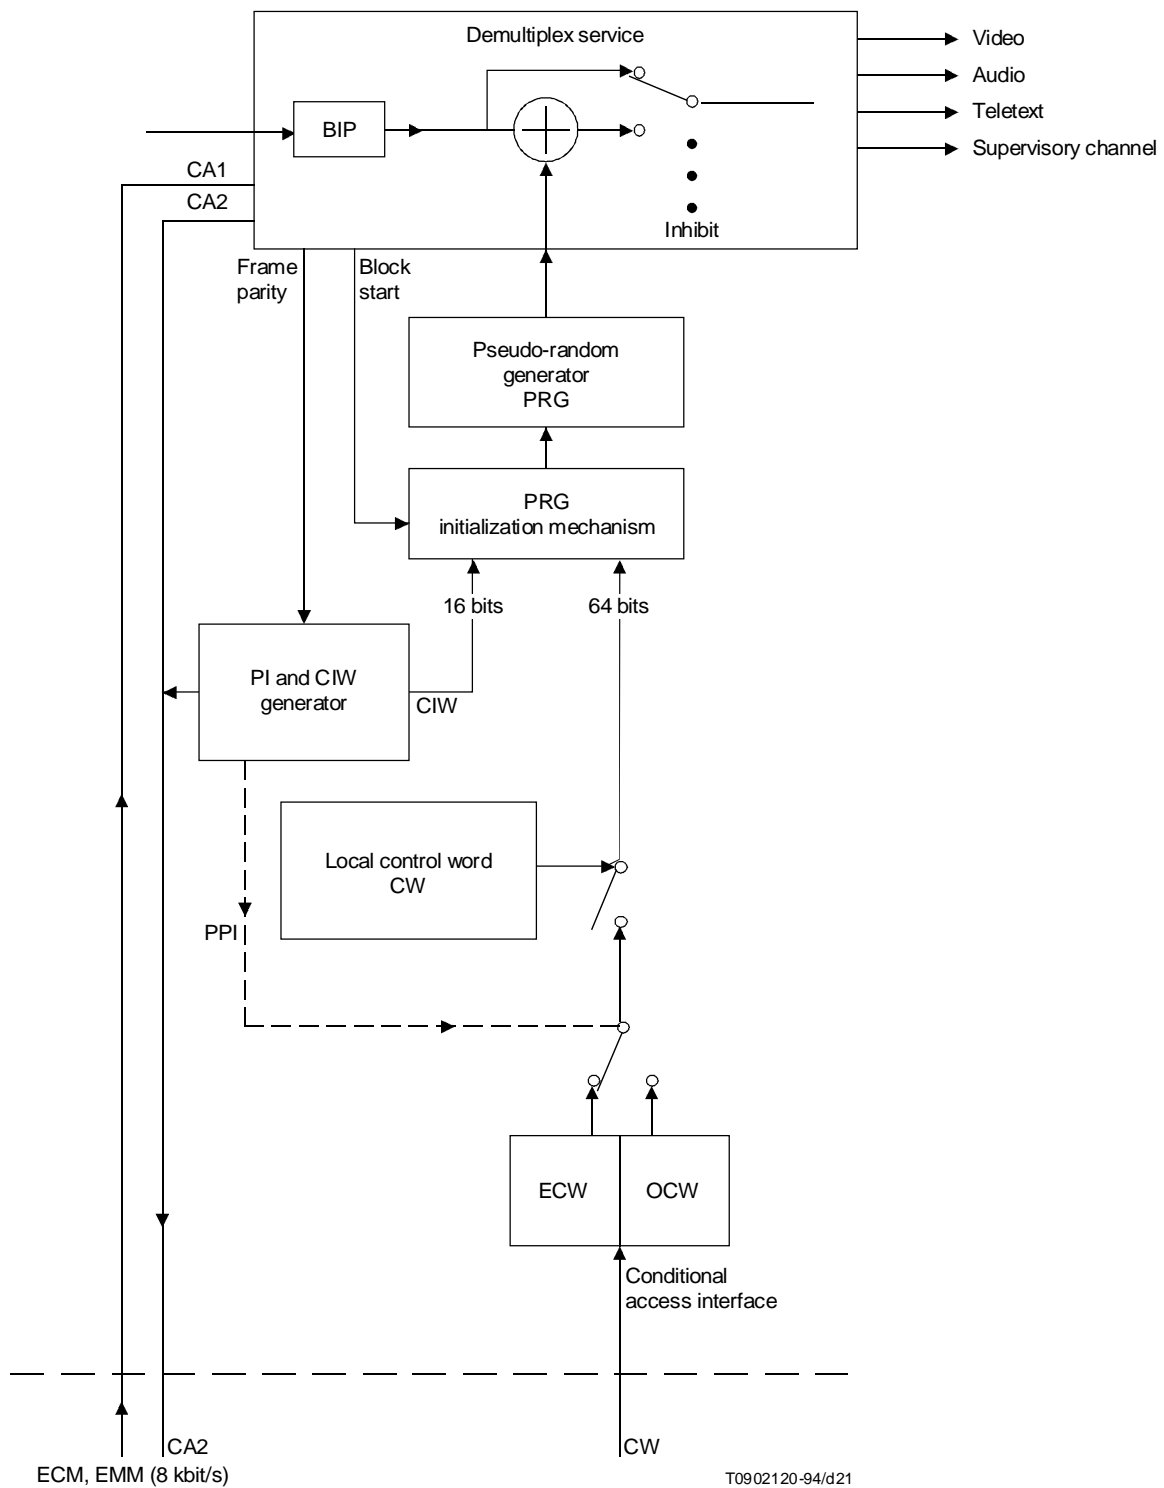 Demultiplex service
Video
Audio
Teletext
Supervisory channel
BIP
CA1
CA2
Inhibit
Frame
parity
Block
start
Pseudo-random
generator
PRG
PRG
initialization mechanism
16 bits
64 bits
PI and CIW
generator
CIW
Local control word
CW
PPI
ECW
OCW
Conditional
access interface
CA2
CW
ECM, EMM (8 kbit/s)
T0902120-94/d21